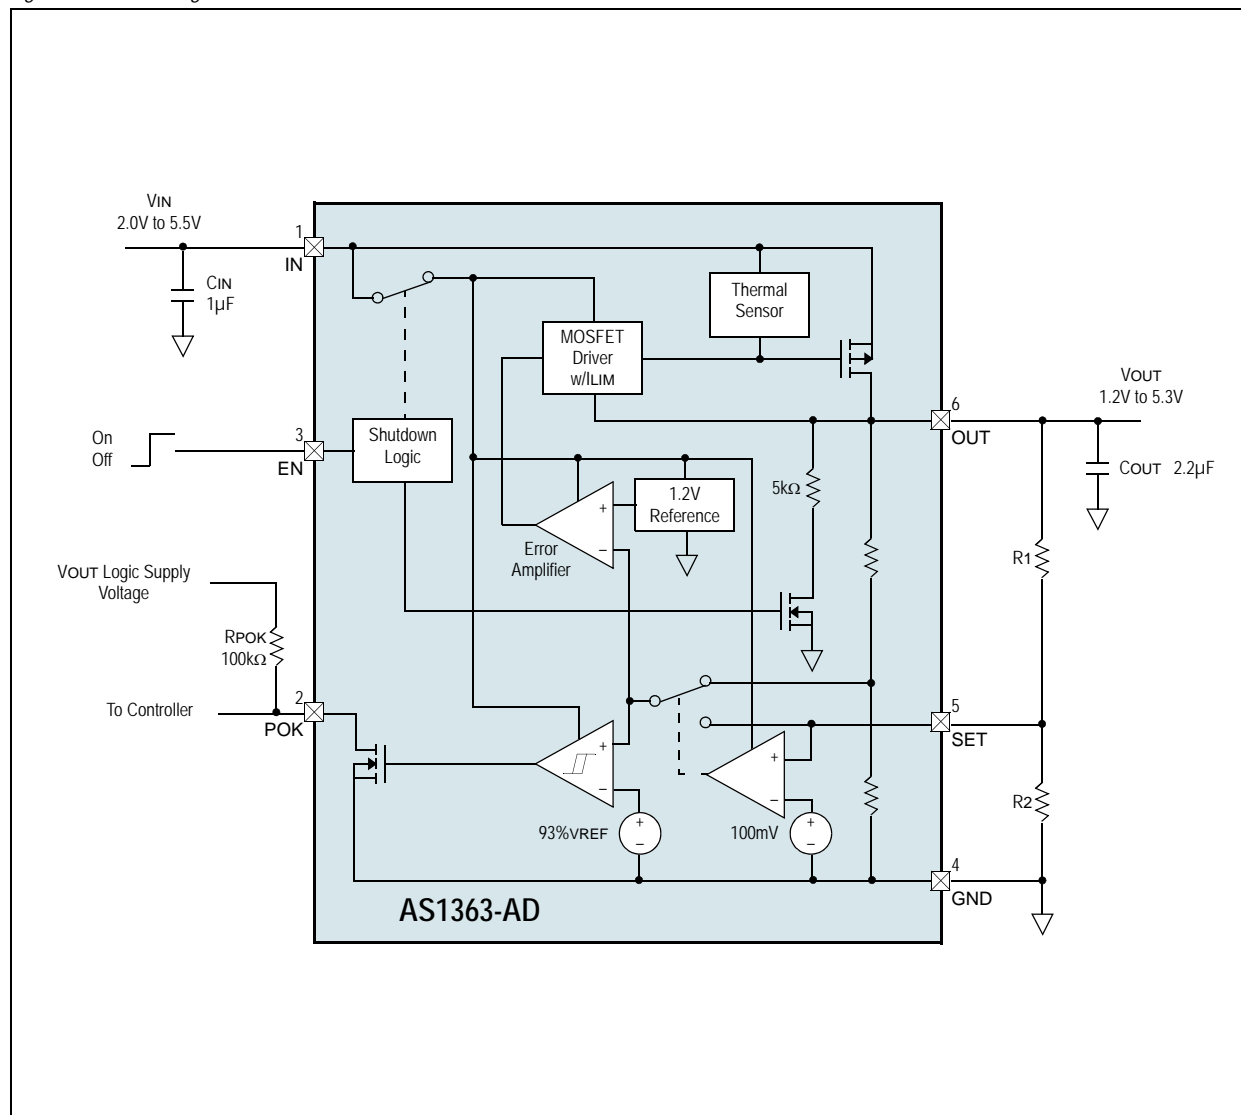 VIN
2.0V to 5.5V
1
IN
CIN
1µF
Thermal
Sensor
MOSFET
Driver
w/ILIM
VOUT
1.2V to 5.3V
6
OUT
COUT 2.2µF
On
Off
3
EN
Shutdown
Logic
5kΩ
+
1.2V
Reference
−
Error
Amplifier
R1
VOUT Logic Supply
Voltage
RPOK
100kΩ
To Controller
2
POK
5
SET
+
−
+
−
93%VREF
+
−
100mV
+
−
R2
4
GND
AS1363-AD